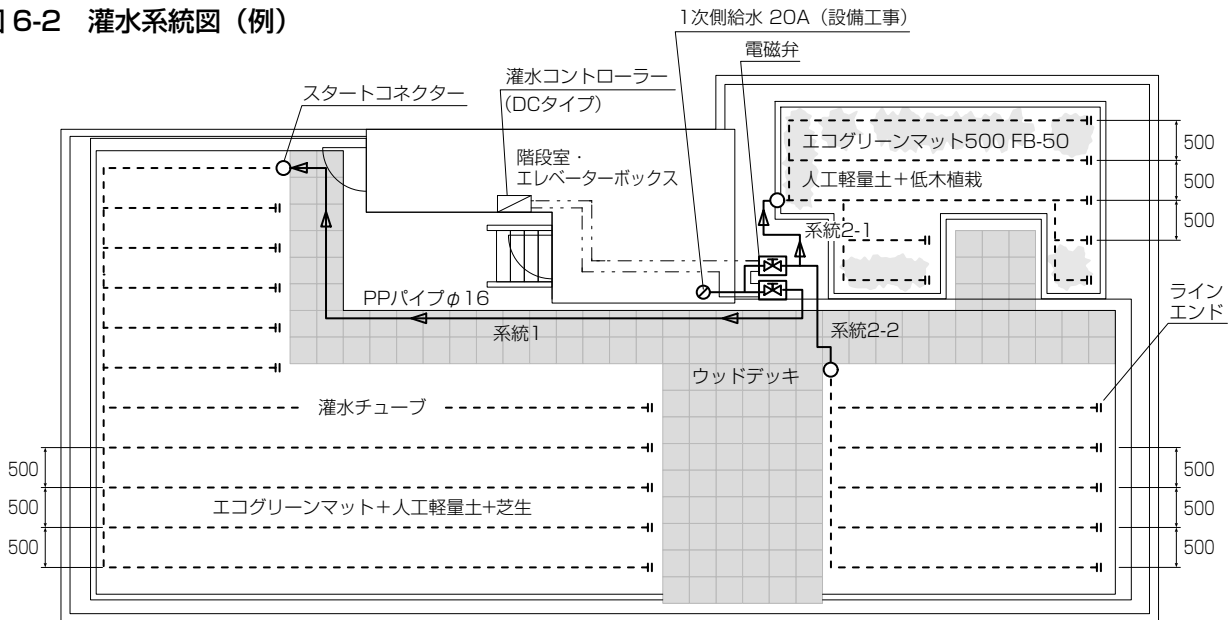 6-2 灌水系統図（例）
1次側給水 20A（設備工事）
電磁弁
灌水コントローラー
(DCタイプ)
スタートコネクター
階段室・
エレベーターボックス
エコグリーンマット500 FB-50
人工軽量土＋低木植栽
500
500
500
系統2-1
PPパイプφ16
系統1
系統2-2
ライン
エンド
ウッドデッキ
灌水チューブ
500
500
500
エコグリーンマット＋人工軽量土＋芝生
500
500
500